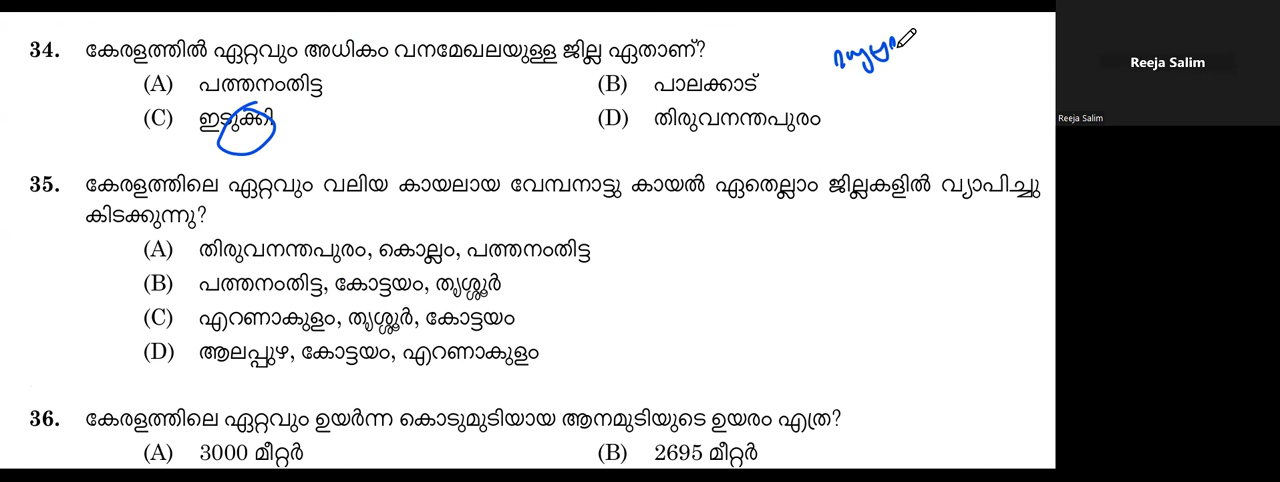 34. കേരളത്തിൽ ഏറ്റവും അധികം വനമേഖലയുള്ള ജില്ല ഏതാണ്?
Reeja Salim
(A) പത്തനംതിട്ട (B) പാലക്കാട്
(C) ഇടുക്കി (D) തിരുവനന്തപുരം
Reeja Salim
35. കേരളത്തിലെ ഏറ്റവും വലിയ കായലായ വേമ്പനാട്ടു കായൽ ഏതെല്ലാം ജില്ലകളിൽ വ്യാപിച്ചു
കിടക്കുന്നു?
(A) തിരുവനന്തപുരം, കൊല്ലം, പത്തനംതിട്ട
(B) പത്തനംതിട്ട, കോട്ടയം, തൃശ്ശൂർ
(C) എറണാകുളം, തൃശ്ശൂർ, കോട്ടയം
(D) ആലപ്പുഴ, കോട്ടയം, എറണാകുളം
36. കേരളത്തിലെ ഏറ്റവും ഉയർന്ന കൊടുമുടിയായ ആനമുടിയുടെ ഉയരം എത്ര?
(A) 3000 മീറ്റർ (B) 2695 മീറ്റർ